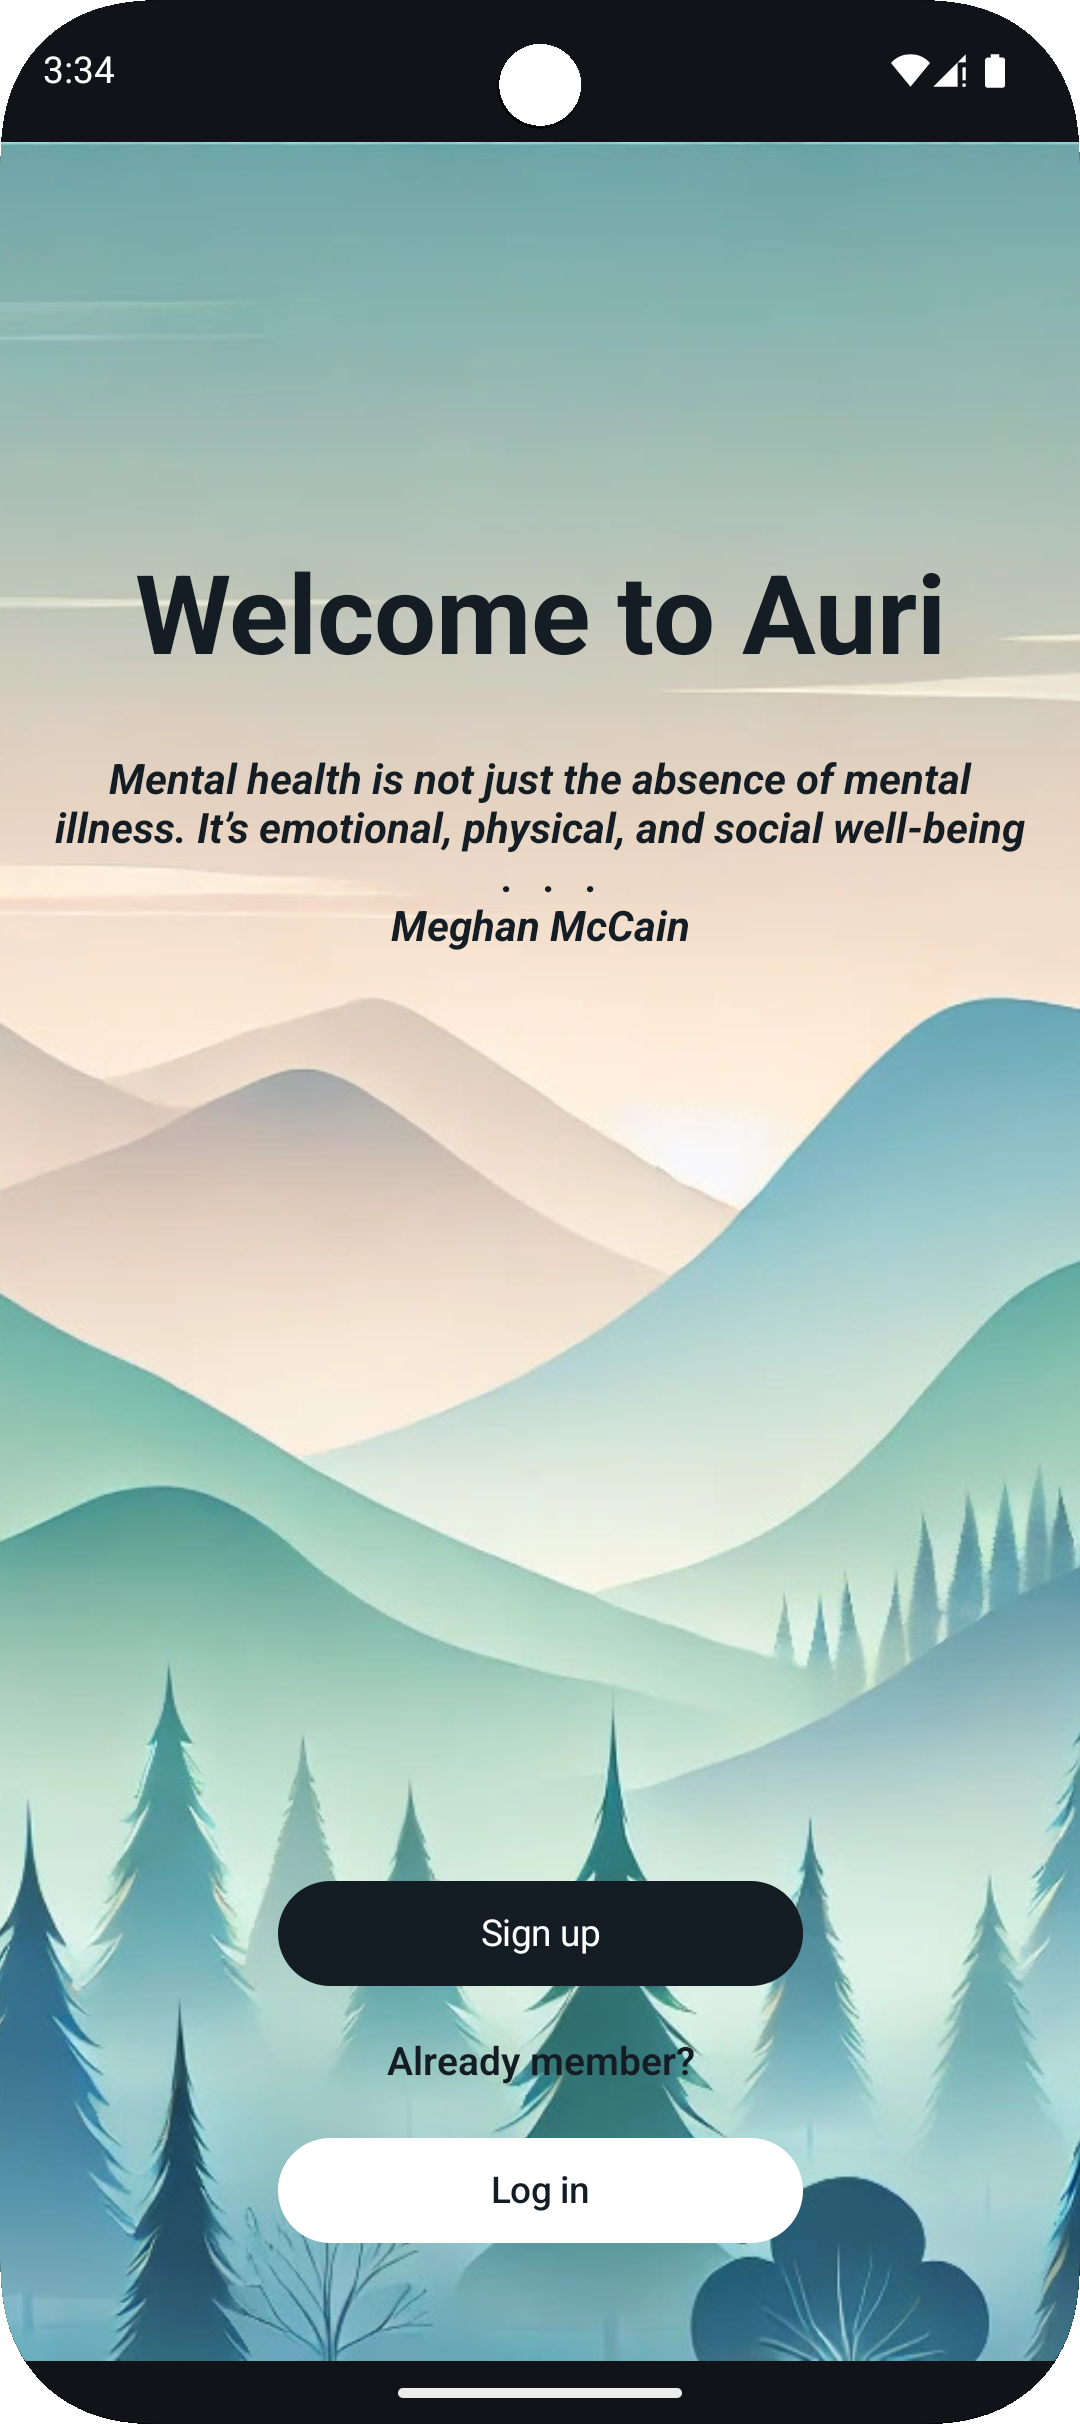 3:34
Welcome to Auri
Mental health is not just the absence of mental
illness. It’s emotional, physical, and social well-being
. . .
Meghan McCain
Sign up
Already member?
Log in